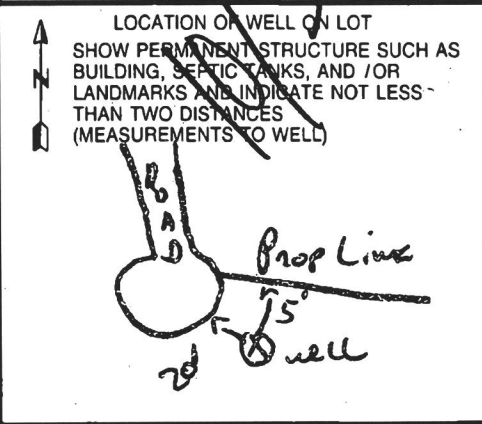 LOCATION OF WELL ON LOT
SHOW PERMANENT STRUCTURE SUCH AS
BUILDING, SEPTIC TANKS, AND /OR
LANDMARKS AND INDICATE NOT LESS
THAN TWO DISTANCES
(MEASUREMENTS TO WELL)
N
ROAD
Prop Line
5'
well
20'